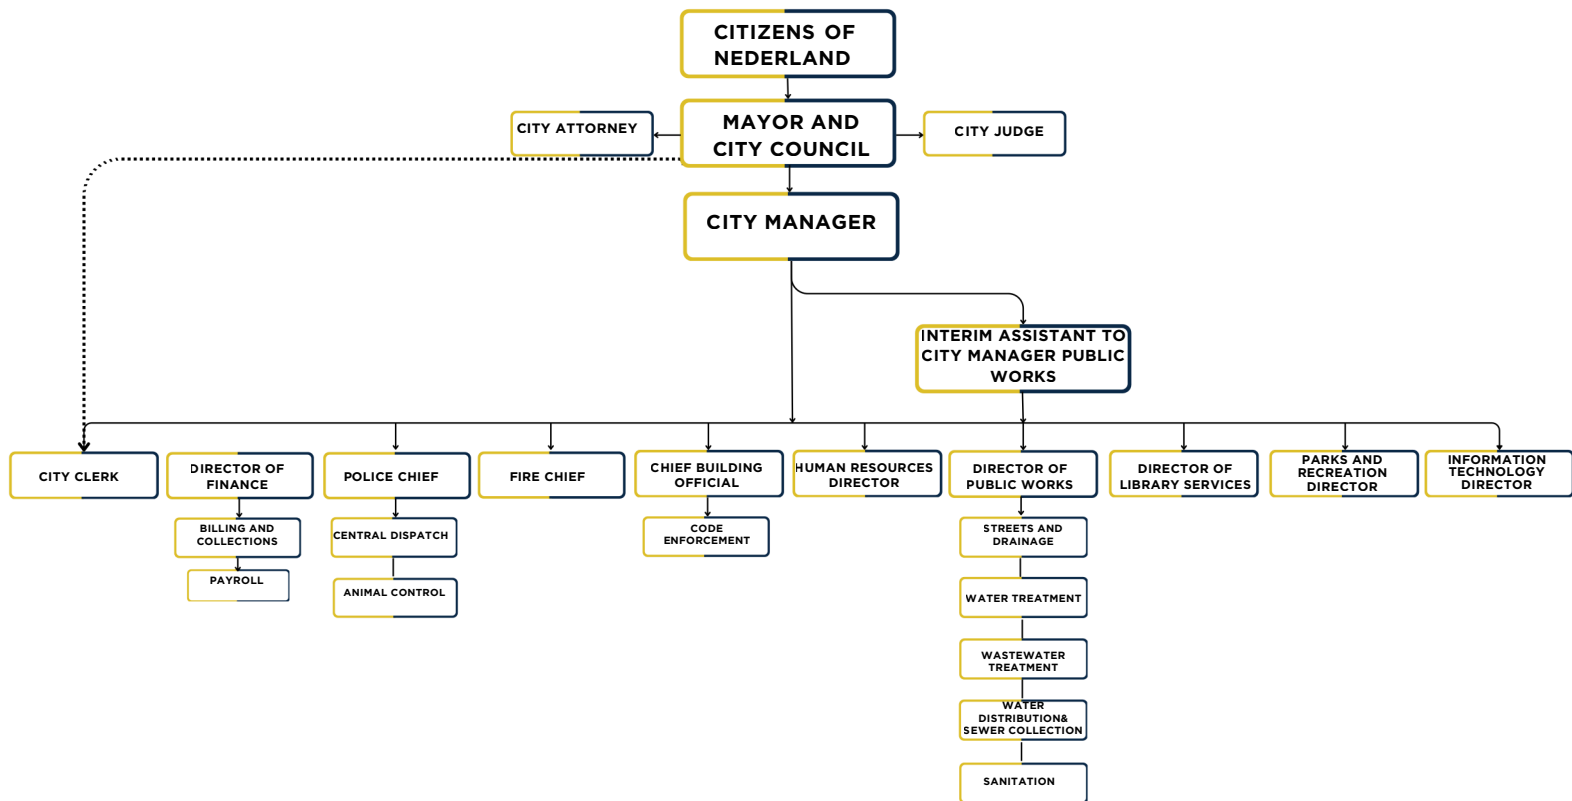 CITIZENS OF
NEDERLAND
CITY ATTORNEY
MAYOR AND
CITY COUNCIL
CITY JUDGE
CITY MANAGER
INTERIM ASSISTANT TO
CITY MANAGER PUBLIC
WORKS
CITY CLERK
DIRECTOR OF
FINANCE
POLICE CHIEF
FIRE CHIEF
CHIEF BUILDING
OFFICIAL
HUMAN RESOURCES
DIRECTOR
DIRECTOR OF
PUBLIC WORKS
DIRECTOR OF
LIBRARY SERVICES
PARKS AND
RECREATION
DIRECTOR
INFORMATION
TECHNOLOGY
DIRECTOR
BILLING AND
COLLECTIONS
PAYROLL
CENTRAL DISPATCH
ANIMAL CONTROL
CODE
ENFORCEMENT
STREETS AND
DRAINAGE
WATER TREATMENT
WASTEWATER
TREATMENT
WATER
DISTRIBUTION&
SEWER COLLECTION
SANITATION